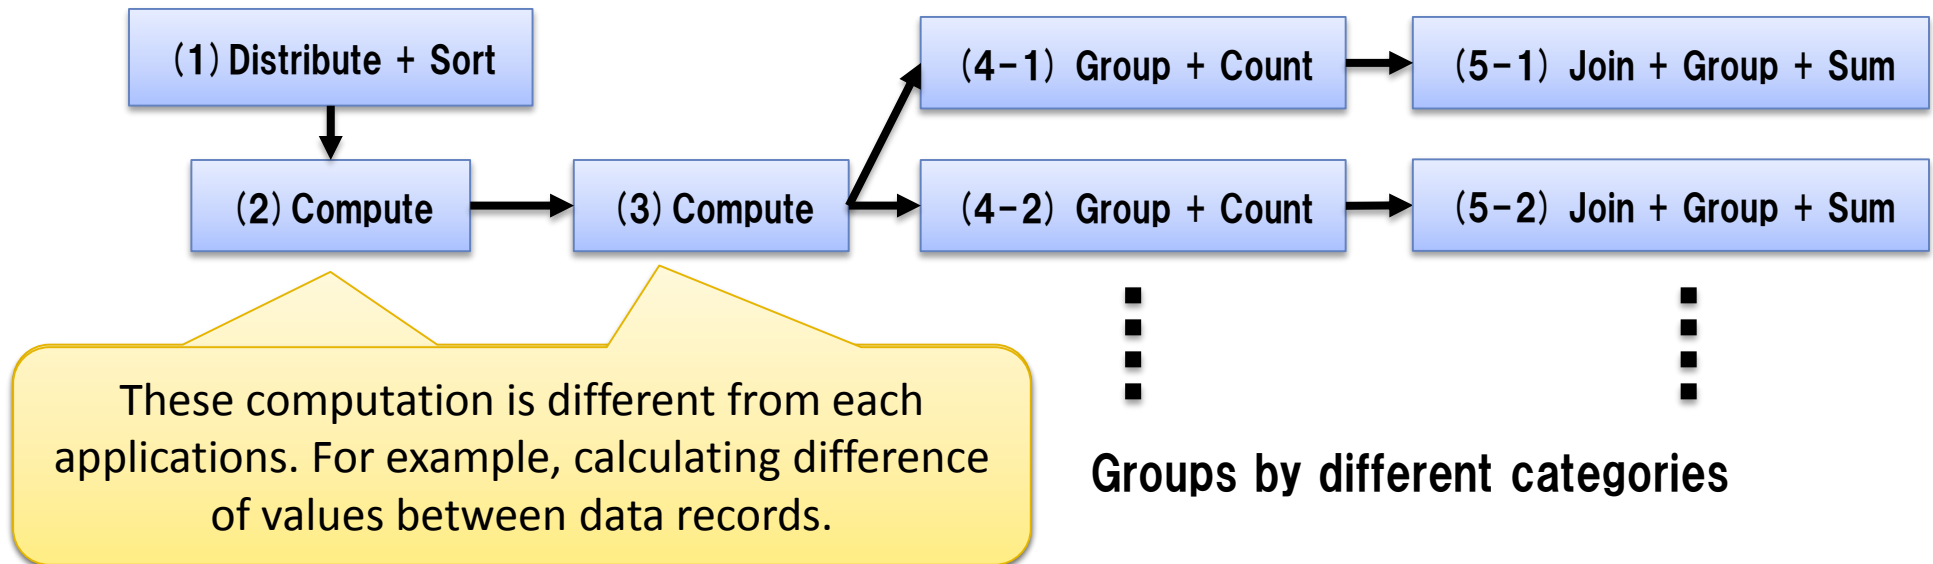 (1) Distribute + Sort
(4-1) Group + Count
(5-1) Join + Group + Sum
(2) Compute
(3) Compute
(4-2) Group + Count
(5-2) Join + Group + Sum
These computation is different from each
applications. For example, calculating difference
of values between data records.
Groups by different categories